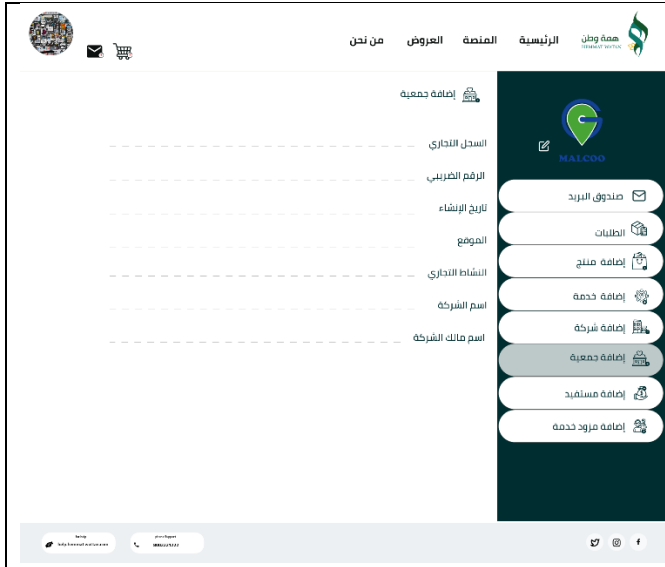 همة وطن
الرئيسية
المنصة
العروض
من نحن
MALCOO
صندوق البريد
الطلبات
إضافة منتج
إضافة خدمة
إضافة شركة
إضافة جمعية
إضافة مستفيد
إضافة مزود خدمة
إضافة جمعية
السجل التجاري
الرقم الضريبي
تاريخ الإنشاء
الموقع
النشاط التجاري
اسم الشركة
اسم مالك الشركة